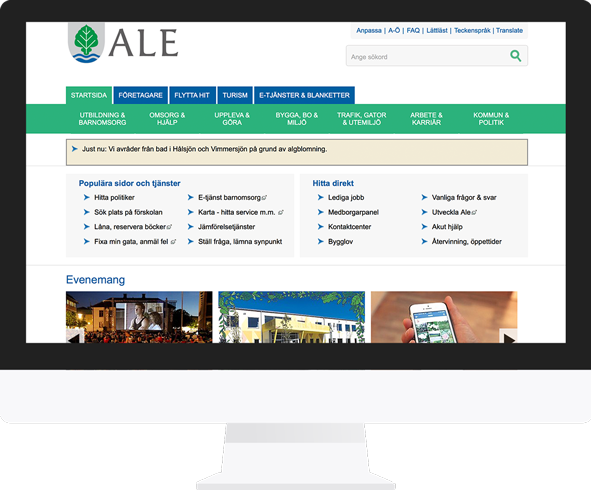 ALE
Anpassa | A-Ö | FAQ | Lättläst | Teckenspråk | Translate
Ange sökord
STARTSIDA FÖRETAGARE FLYTTA HIT TURISM E-TJÄNSTER & BLANKETTER
UTBILDNING & OMSORG & UPPLEVA & BYGGA, BO & TRAFIK, GATOR ARBETE & KOMMUN &
BARNOMSORG HJÄLP GÖRA MILJÖ & UTEMILJÖ KARRIÄR POLITIK
Just nu: Vi avråder från bad i Hålsjön och Vimmersjön på grund av algblomning.
Populära sidor och tjänster
Hitta politiker
Sök plats på förskolan
Låna, reservera böcker
Fixa min gata, anmäl fel
E-tjänst barnomsorg
Karta - hitta service m.m.
Jämförelsetjänster
Ställ fråga, lämna synpunkt
Hitta direkt
Lediga jobb
Medborgarpanel
Kontaktcenter
Bygglov
Vanliga frågor & svar
Utveckla Ale
Akut hjälp
Återvinning, öppettider
Evenemang